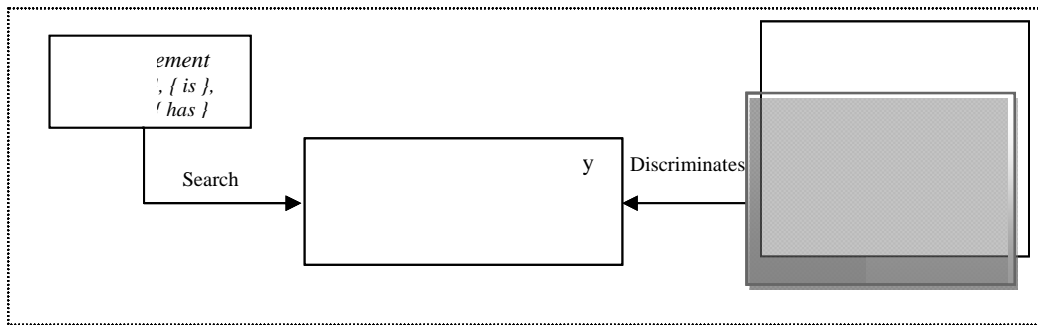 ement
, { is },
{ has }
Search
y
Discriminates